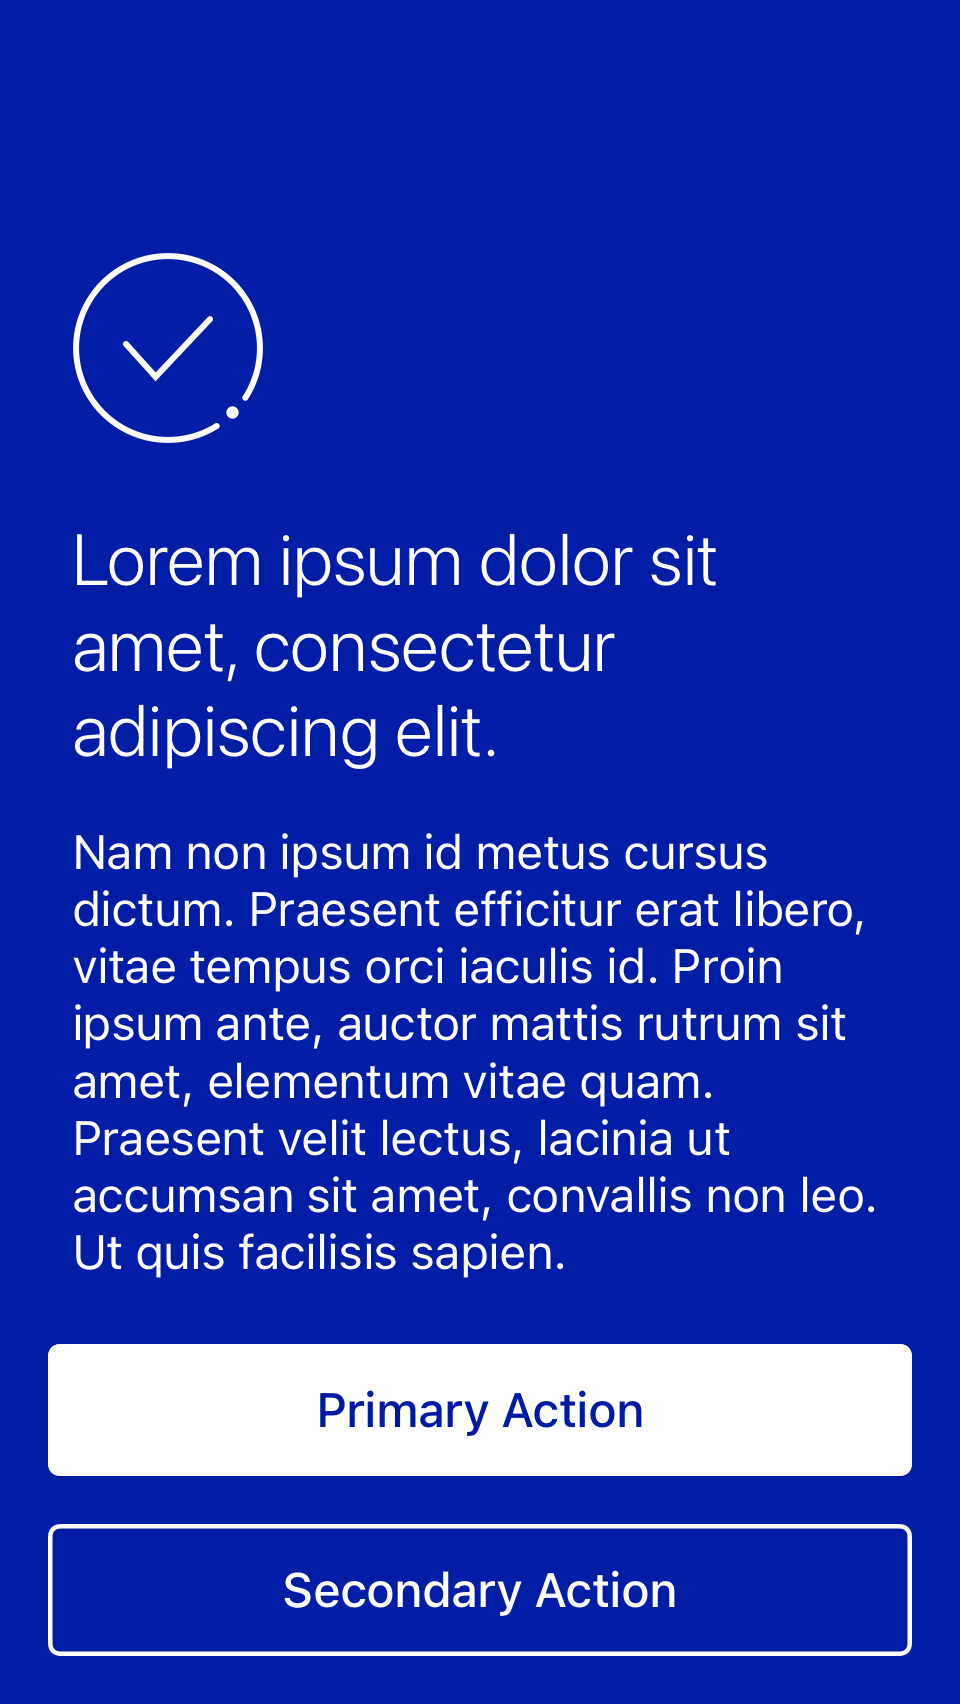 Lorem ipsum dolor sit
amet, consectetur
adipiscing elit.
Nam non ipsum id metus cursus
dictum. Praesent efficitur erat libero,
vitae tempus orci iaculis id. Proin
ipsum ante, auctor mattis rutrum sit
amet, elementum vitae quam.
Praesent velit lectus, lacinia ut
accumsan sit amet, convallis non leo.
Ut quis facilisis sapien.
Primary Action
Secondary Action